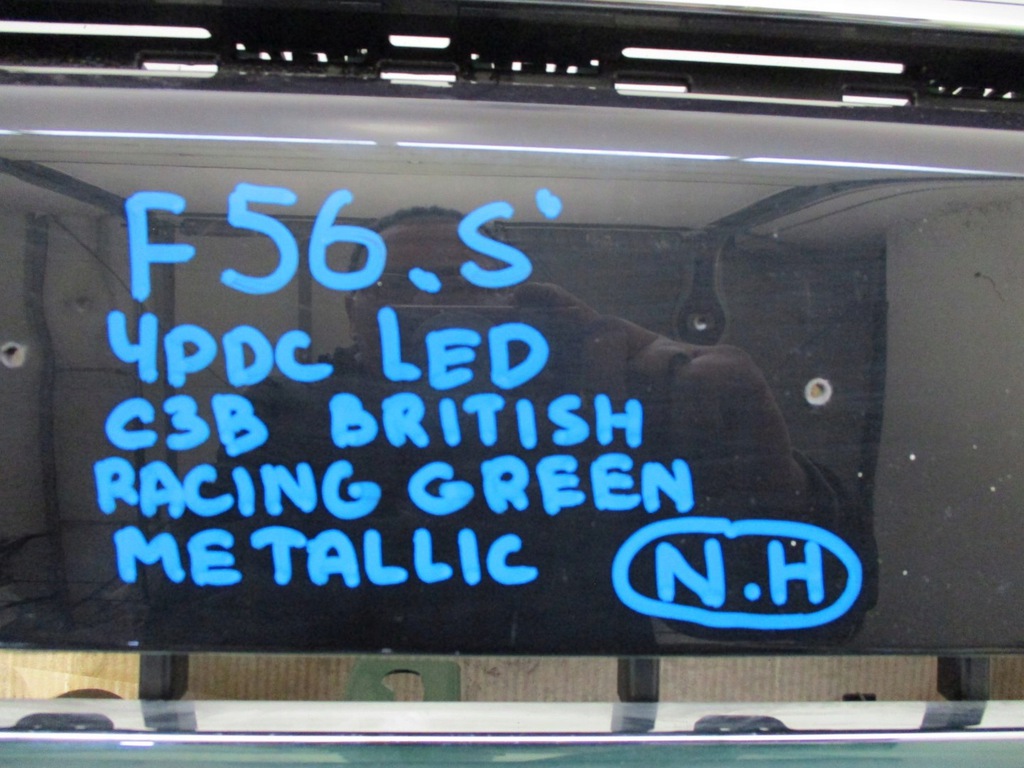 F56.S'
4PDC LED
C3B BRITISH
RACING GREEN
METALLIC
N.H